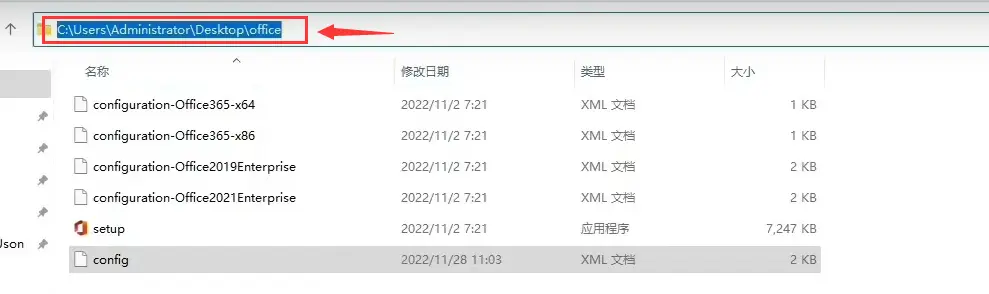 C:\Users\Administrator\Desktop\office
名称 修改日期 类型 大小
configuration-Office365-x64 2022/11/2 7:21 XML 文档 1 KB
configuration-Office365-x86 2022/11/2 7:21 XML 文档 1 KB
configuration-Office2019Enterprise 2022/11/2 7:21 XML 文档 2 KB
configuration-Office2021Enterprise 2022/11/2 7:21 XML 文档 2 KB
setup 2022/11/2 7:21 应用程序 7,247 KB
Json
config 2022/11/28 11:03 XML 文档 2 KB